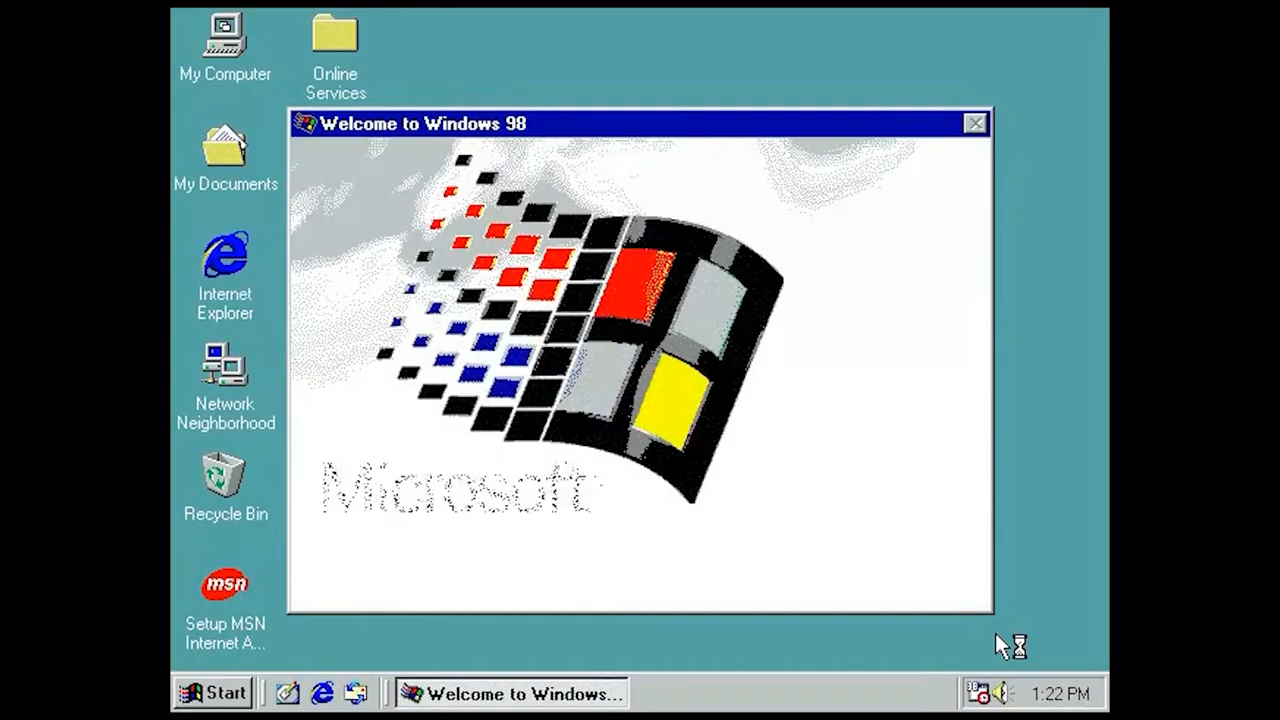 My Computer
Online
Services
Welcome to Windows 98
My Documents
Internet
Explorer
Network
Neighborhood
Microsoft
Recycle Bin
msn
Setup MSN
Internet A...
Start
Welcome to Windows...
1:22 PM